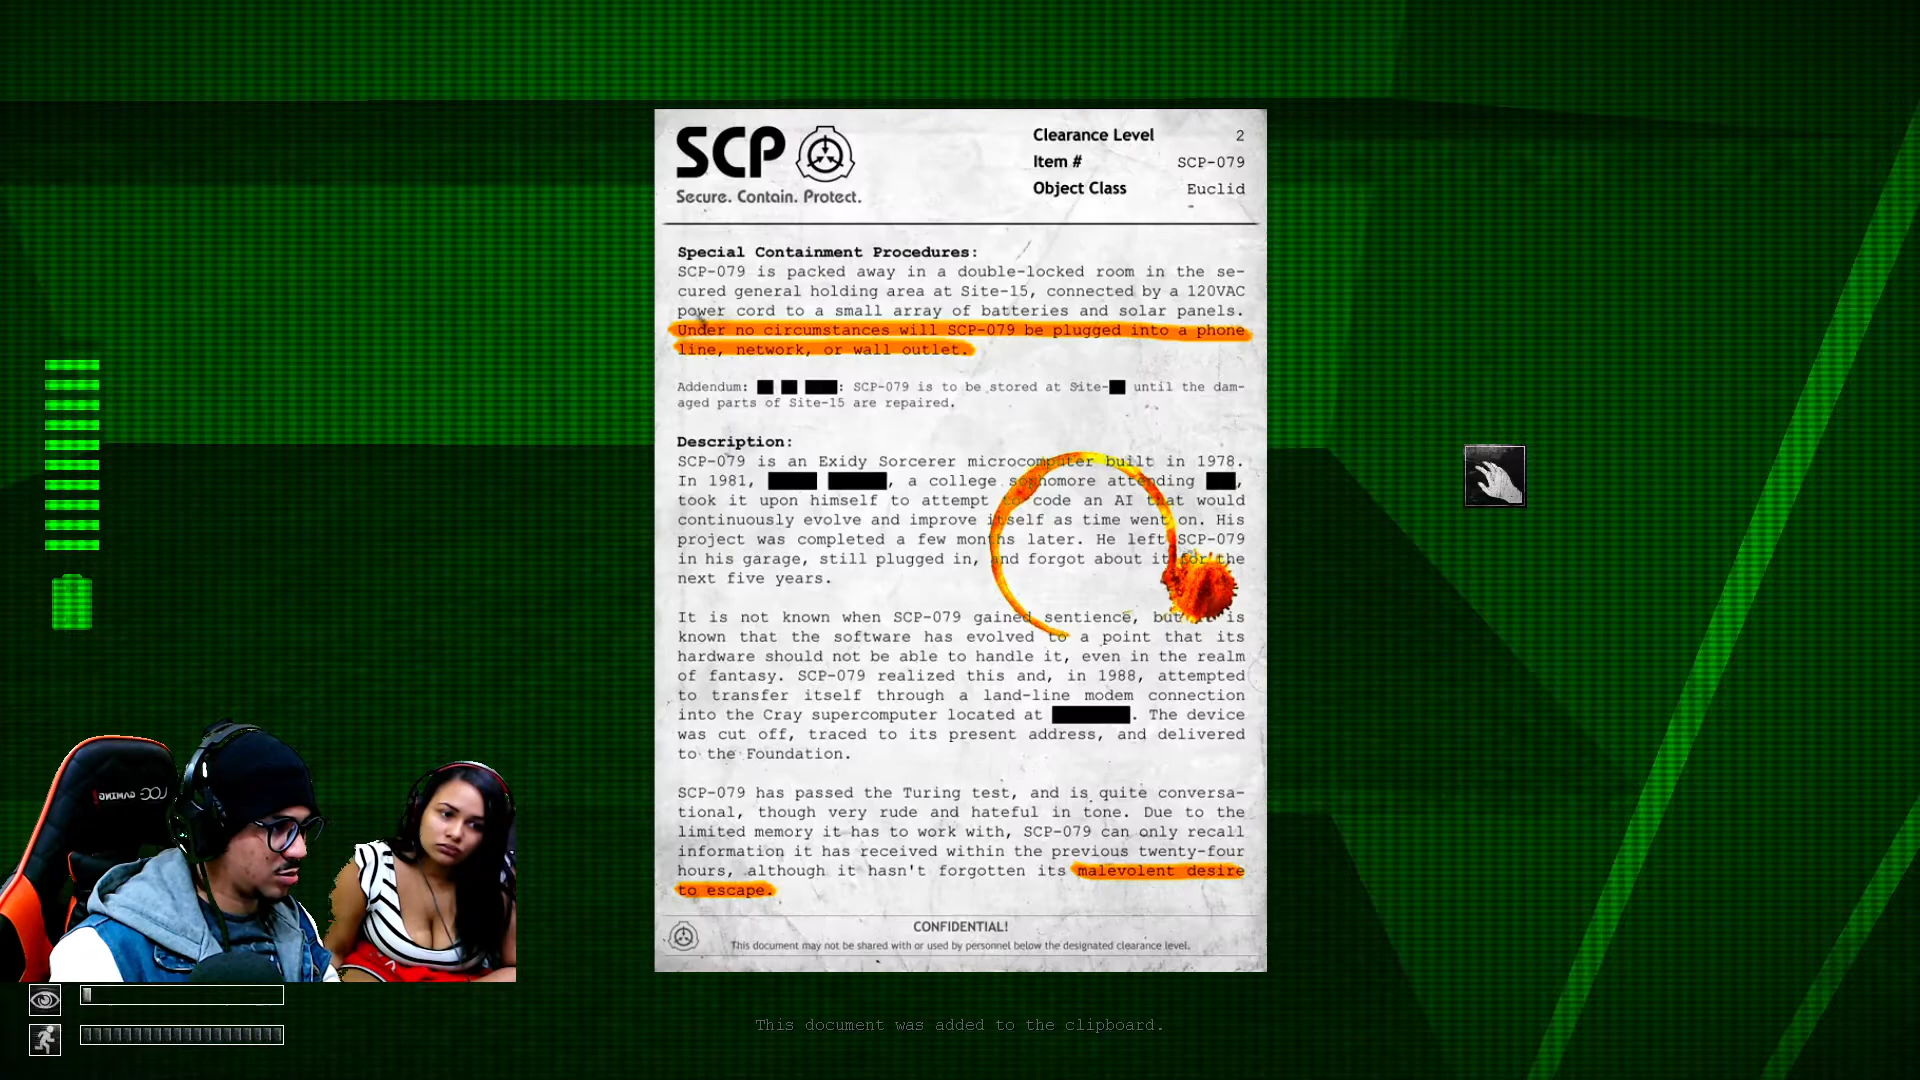 SCP
Secure. Contain. Protect.
Clearance Level 2
Item # SCP-079
Object Class Euclid
Special Containment Procedures:
SCP-079 is packed away in a double-locked room in the se-
cured general holding area at Site-15, connected by a 120VAC
power cord to a small array of batteries and solar panels.
Under no circumstances will SCP-079 be plugged into a phone
line, network, or wall outlet.
Addendum: : SCP-079 is to be stored at Site- until the dam-
aged parts of Site-15 are repaired.
Description:
SCP-079 is an Exidy Sorcerer microcomputer built in 1978.
In 1981, , a college sophomore attending ,
took it upon himself to attempt to code an AI that would
continuously evolve and improve itself as time went on. His
project was completed a few months later. He left SCP-079
in his garage, still plugged in, and forgot about it for the
next five years.
It is not known when SCP-079 gained sentience, but it is
known that the software has evolved to a point that its
hardware should not be able to handle it, even in the realm
of fantasy. SCP-079 realized this and, in 1988, attempted
to transfer itself through a land-line modem connection
into the Cray supercomputer located at . The device
was cut off, traced to its present address, and delivered
to the Foundation.
SCP-079 has passed the Turing test, and is quite conversa-
tional, though very rude and hateful in tone. Due to the
limited memory it has to work with, SCP-079 can only recall
information it has received within the previous twenty-four
hours, although it hasn't forgotten its malevolent desire
to escape.
CONFIDENTIAL!
This document may not be shared with or used by personnel below the designated clearance level.
This document was added to the clipboard.
GAMING